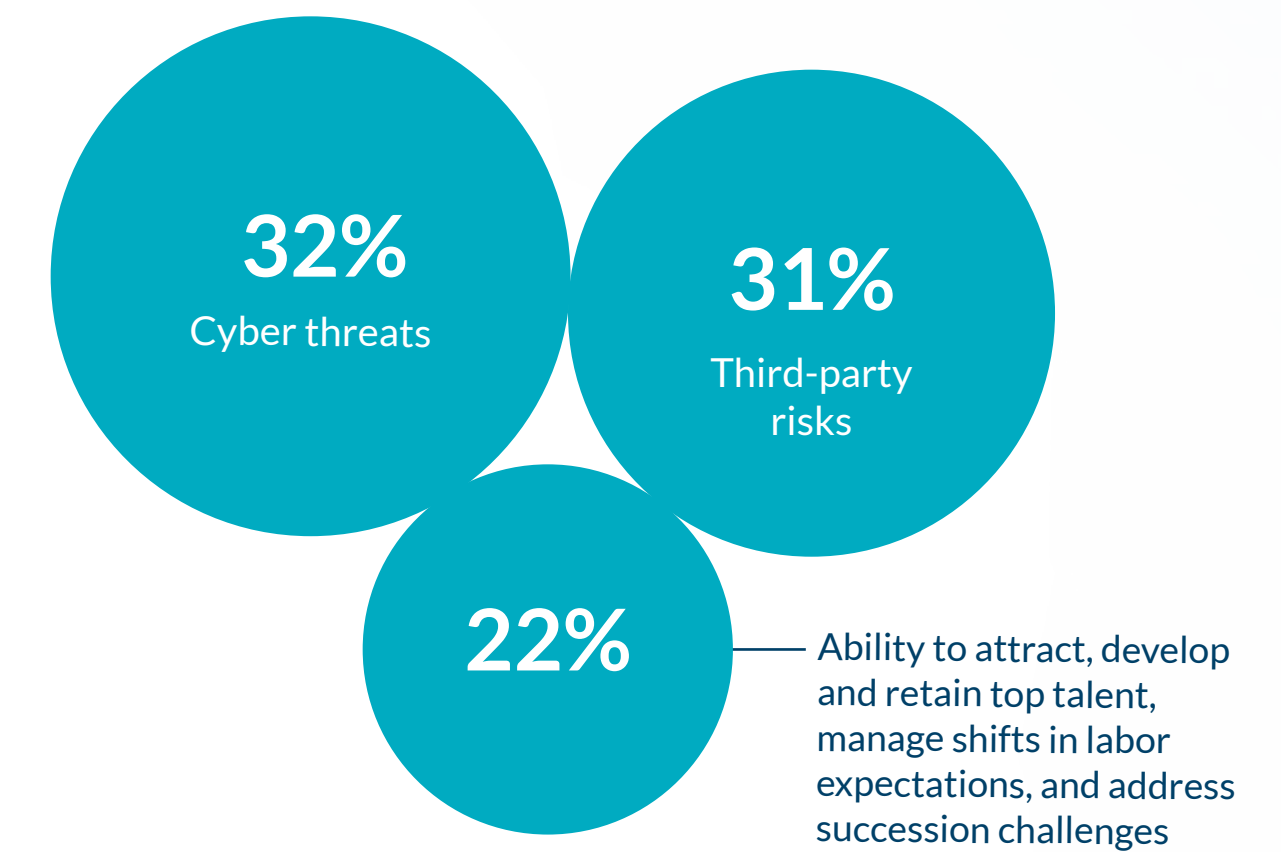 32%
Cyber threats
31%
Third-party
risks
22%
Ability to attract, develop
and retain top talent,
manage shifts in labor
expectations, and address
succession challenges